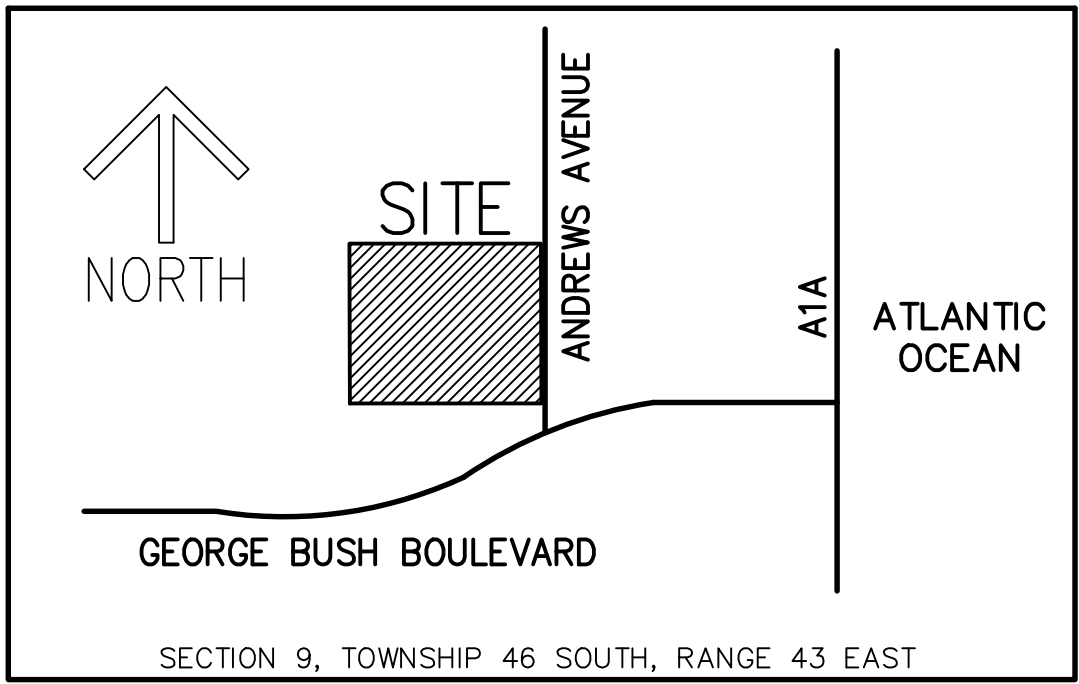 NORTH
SITE
ANDREWS AVENUE
A1A
ATLANTIC
OCEAN
GEORGE BUSH BOULEVARD
SECTION 9, TOWNSHIP 46 SOUTH, RANGE 43 EAST